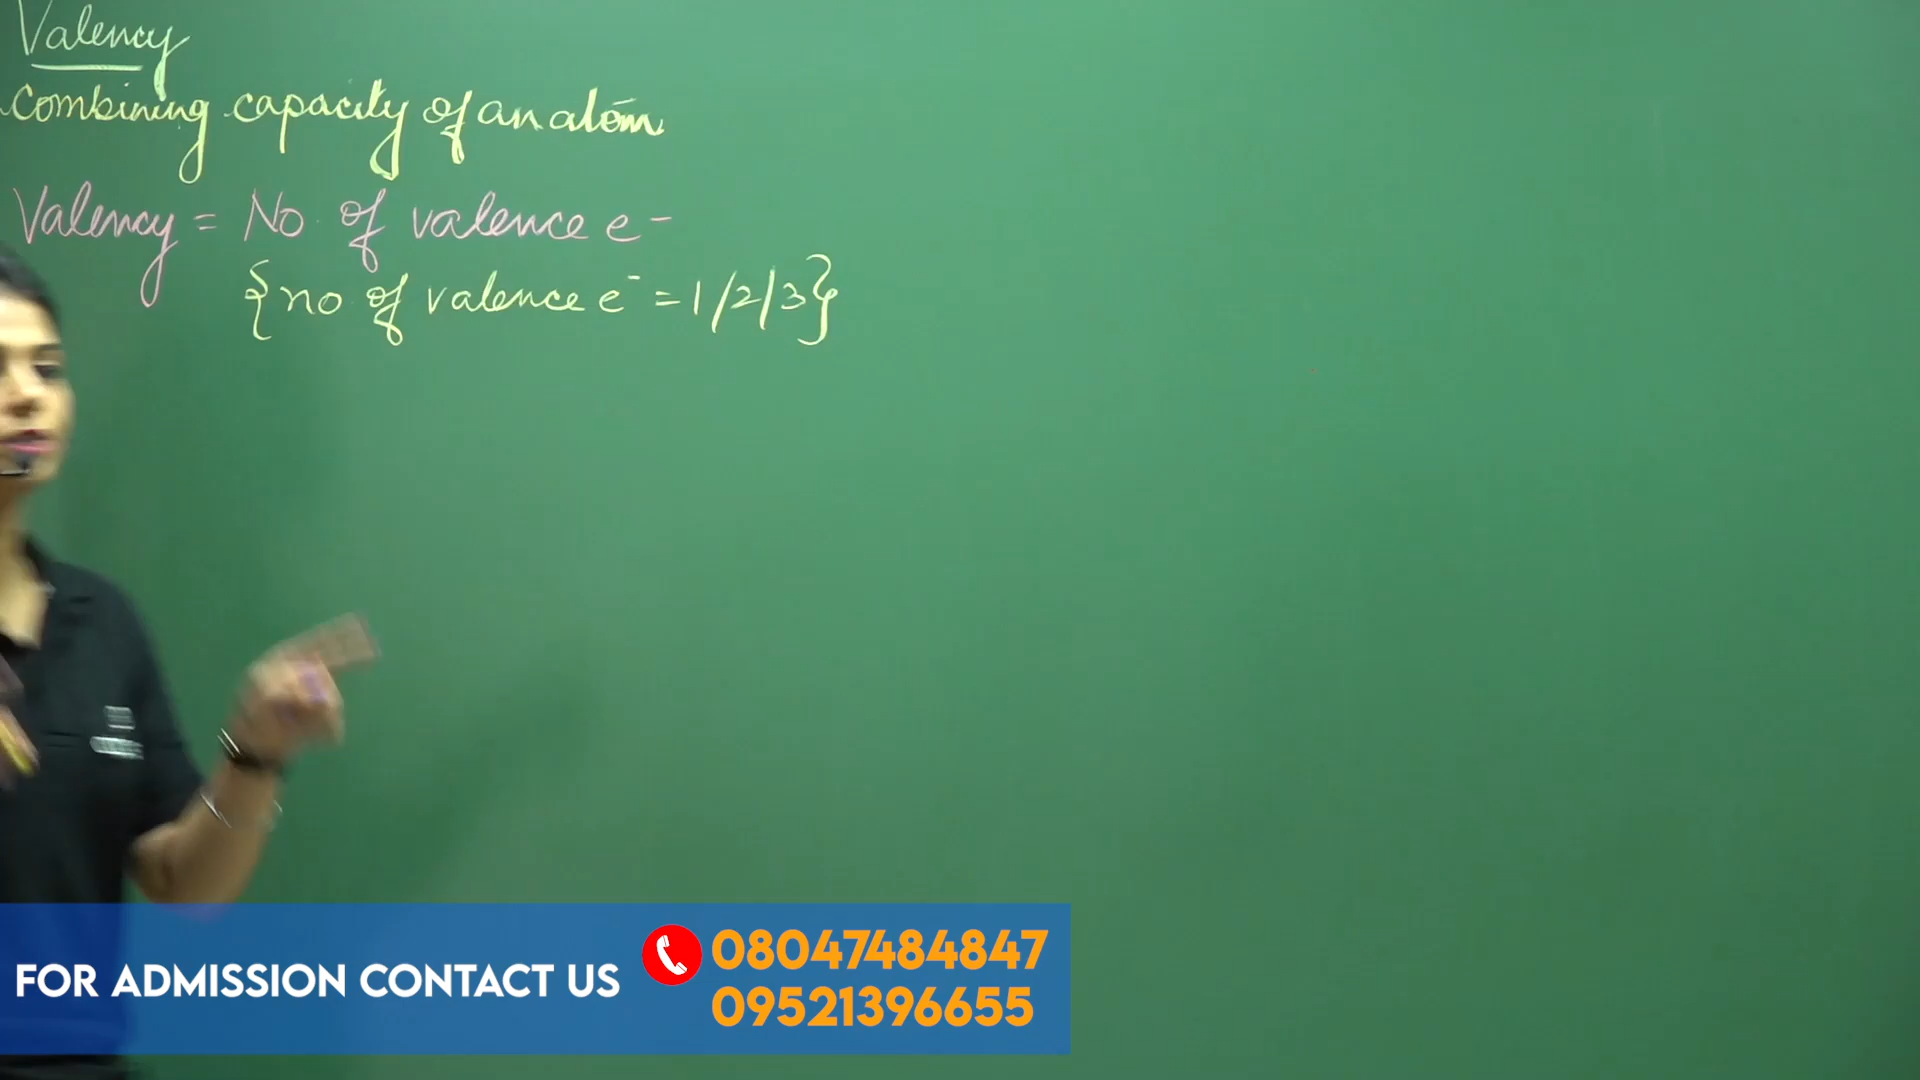 Valency
combining capacity of an atom
Valency = No. of valence e-
{no of valence e- = 1/2/3}
FOR ADMISSION CONTACT US
08047484847
09521396655